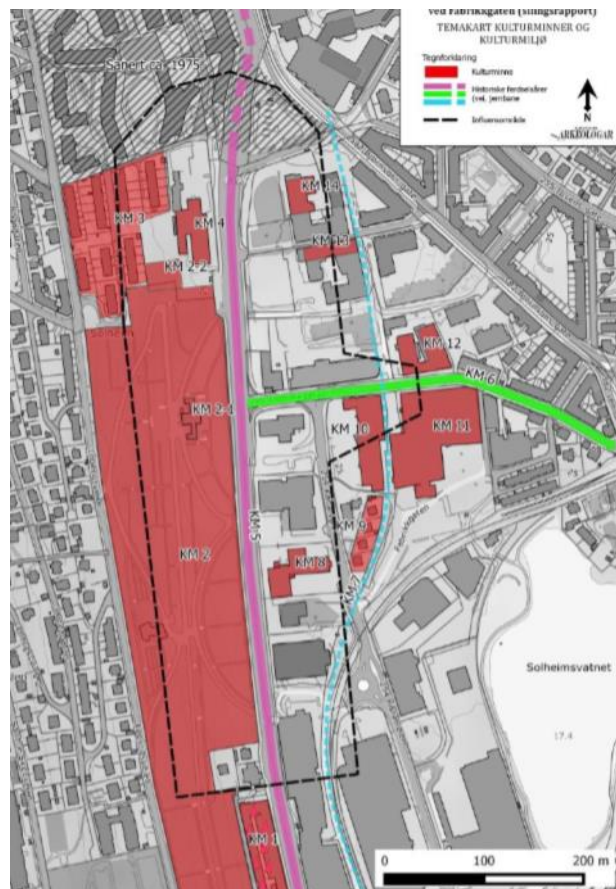 ved Fabrikkgaten (silingsrapport)
TEMAKART KULTURMINNER OG
KULTURMILJØ
Tegnforklaring
Kulturminne
Historiske ferdselsårer
(vei, jernbane
Influensområde
N
ARKEOLOGAR
Sanert ca. 1975
KM 3
KM 4
KM 14
KM 13
KM 2-2
KM 12
KM 6
KM 2-1
KM 10
KM 11
KM 5
KM 9
Fabrikkgaten
KM 2
KM 8
KM 7
Solheimsvatnet
17.4
KM 1
0 100 200 m